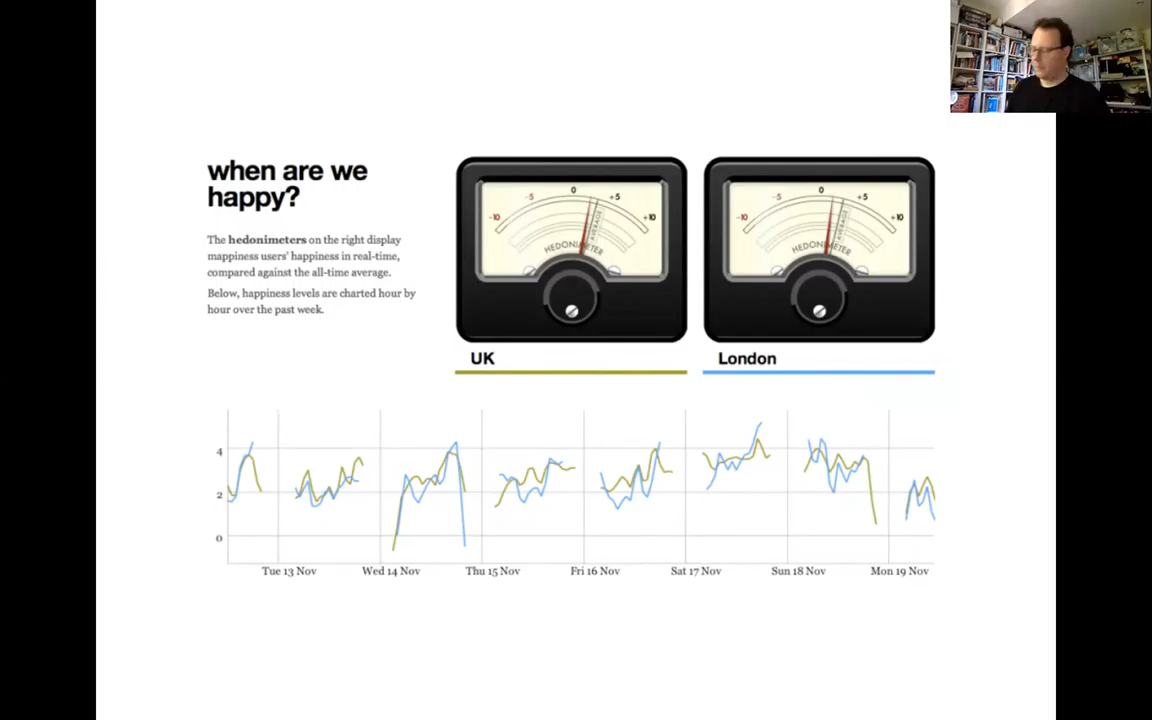 when are we
happy?
The hedonimeters on the right display
mappiness users' happiness in real-time,
compared against the all-time average.
Below, happiness levels are charted hour by
hour over the past week.
-10 -5 0 +5 +10
AVERAGE
HEDONIMETER
UK
-10 -5 0 +5 +10
AVERAGE
HEDONIMETER
London
4
2
0
Tue 13 Nov Wed 14 Nov Thu 15 Nov Fri 16 Nov Sat 17 Nov Sun 18 Nov Mon 19 Nov